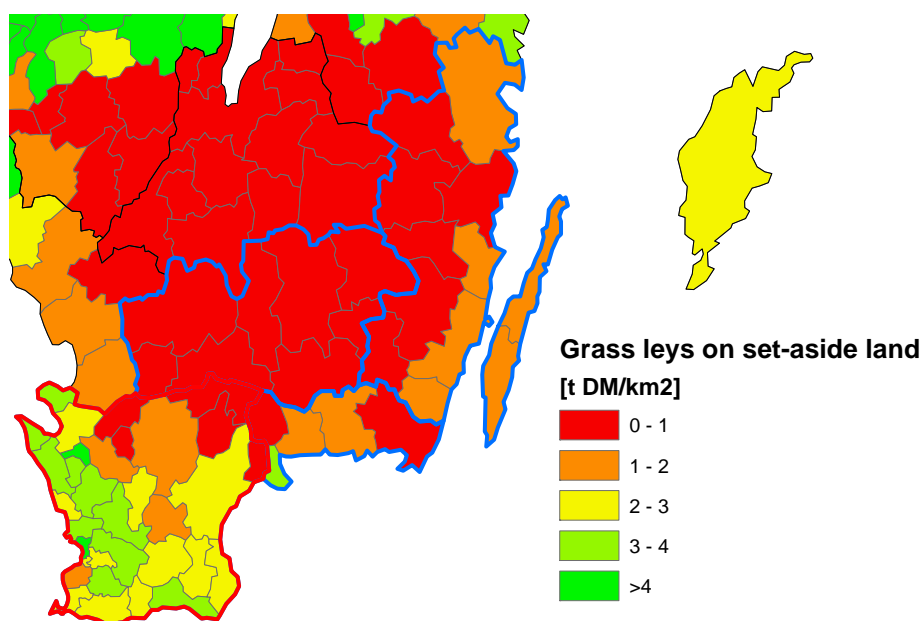 Grass leys on set-aside land
[t DM/km2]
0 - 1
1 - 2
2 - 3
3 - 4
>4